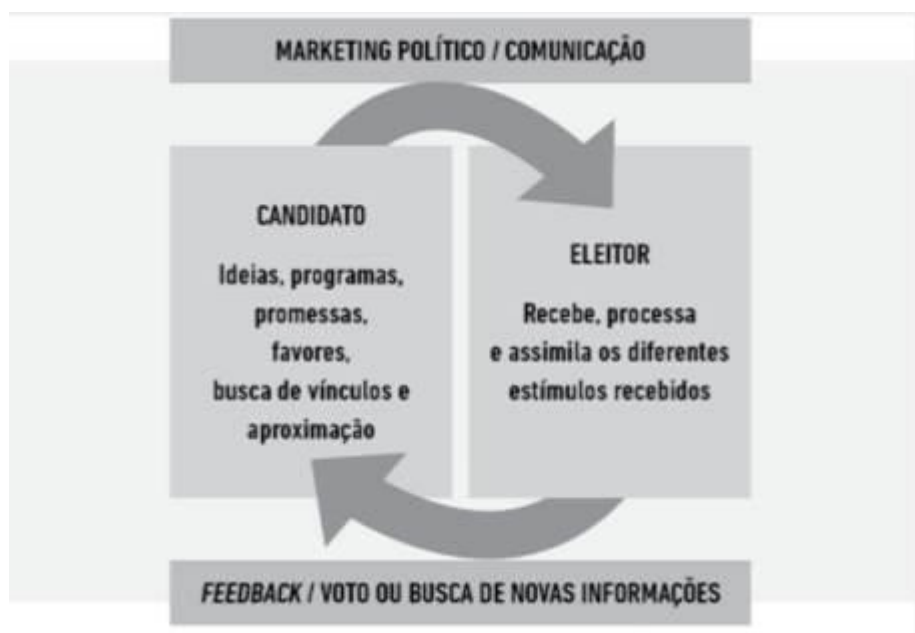 MARKETING POLÍTICO / COMUNICAÇÃO
CANDIDATO
Ideias, programas,
promessas,
favores,
busca de vínculos e
aproximação
ELEITOR
Recebe, processa
e assimila os diferentes
estímulos recebidos
FEEDBACK / VOTO OU BUSCA DE NOVAS INFORMAÇÕES